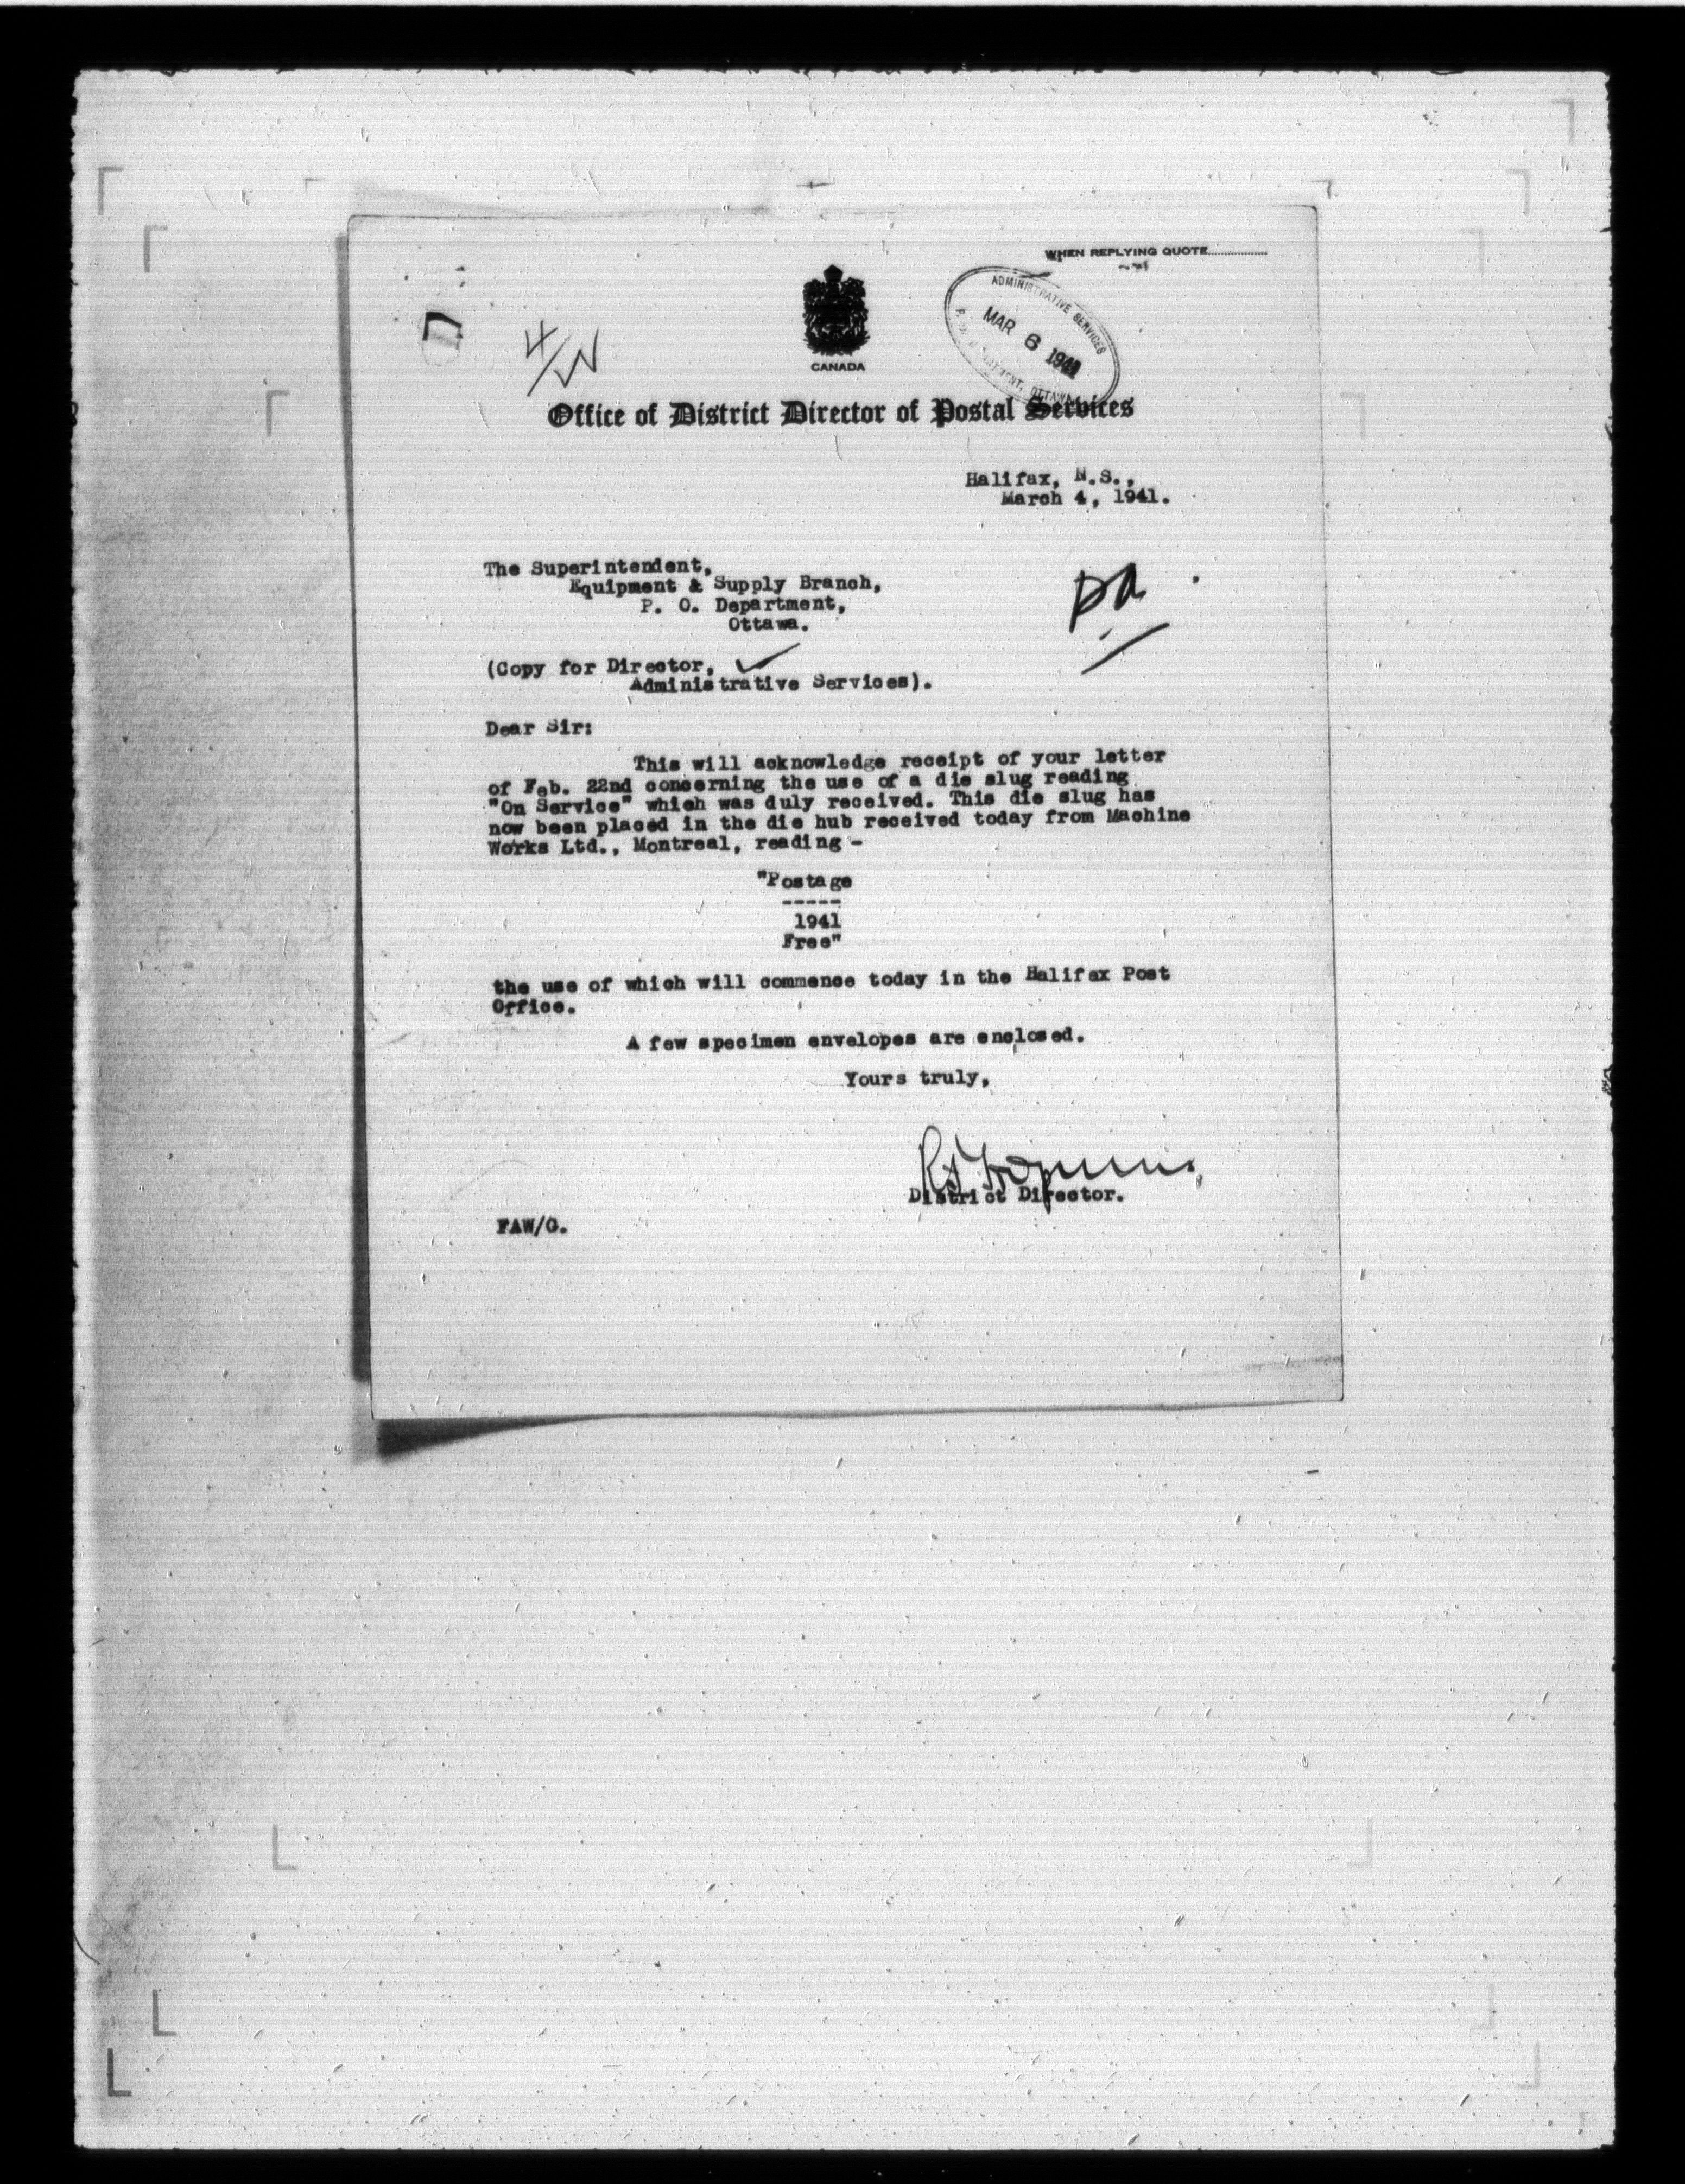 WHEN REPLYING QUOTE
ADMINISTRATIVE SERVICES
MAR 6 1941
OTTAWA
4/W
CANADA
Office of District Director of Postal Services
Halifax, N.S.,
March 4, 1941.
The Superintendent,
Equipment & Supply Branch,
P. O. Department,
Ottawa.
pa
(Copy for Director,
Administrative Services).
Dear Sir:
This will acknowledge receipt of your letter
of Feb. 22nd concerning the use of a die slug reading
"On Service" which was duly received. This die slug has
now been placed in the die hub received today from Machine
Works Ltd., Montreal, reading -
"Postage
-----
1941
Free"
the use of which will commence today in the Halifax Post
Office.
A few specimen envelopes are enclosed.
Yours truly,
District Director.
FAW/G.